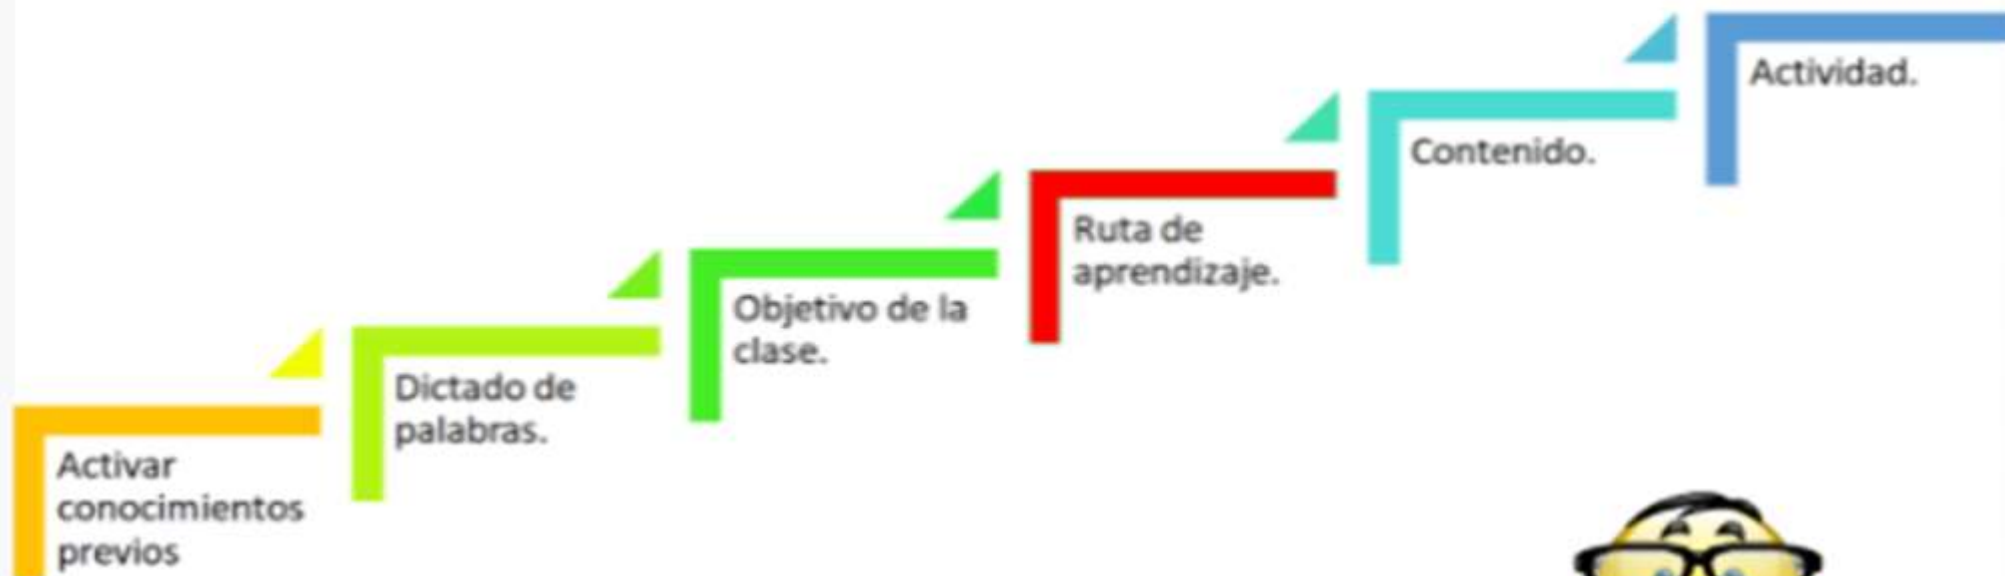 Activar
conocimientos
previos
Dictado de
palabras.
Objetivo de la
clase.
Ruta de
aprendizaje.
Contenido.
Actividad.